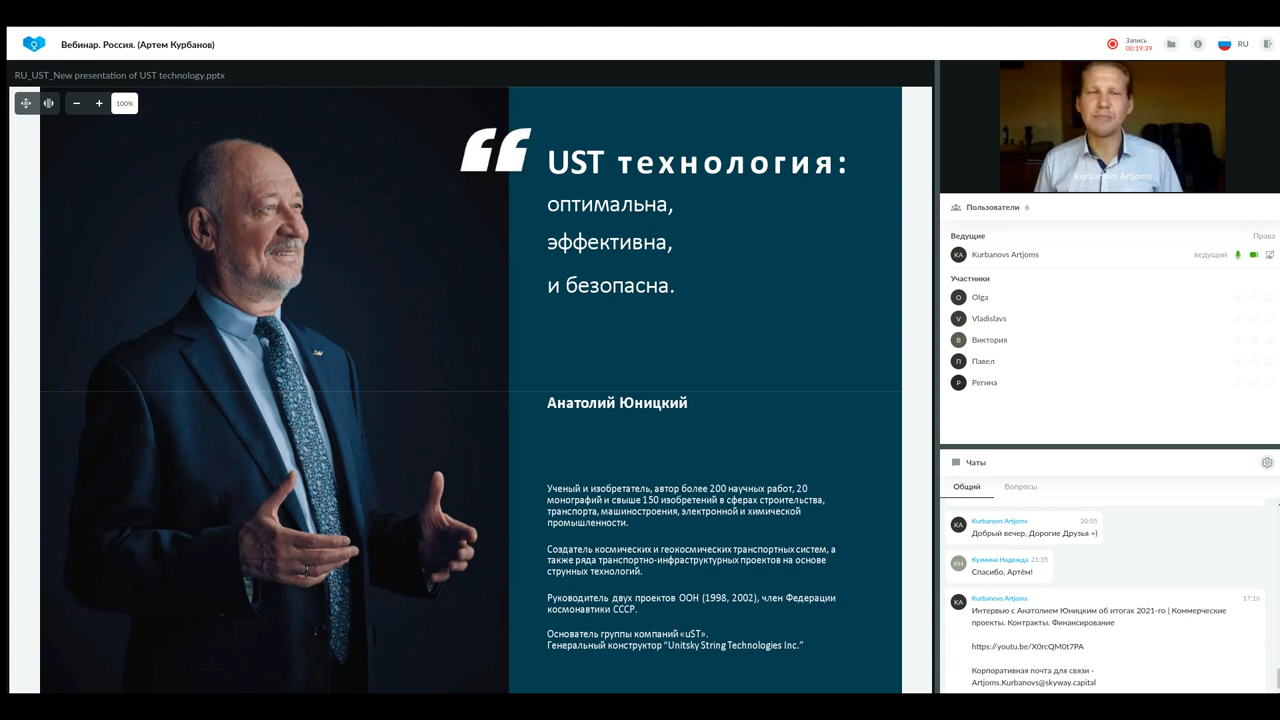 Вебинар. Россия. (Артем Курбанов)
Запись
00:19:39
RU
RU_UST_New presentation of UST technology.pptx
100%
“
UST технология:
оптимальна,
эффективна,
и безопасна.
Анатолий Юницкий
Ученый и изобретатель, автор более 200 научных работ, 20
монографий и свыше 150 изобретений в сферах строительства,
транспорта, машиностроения, электронной и химической
промышленности.
Создатель космических и геокосмических транспортных систем, а
также ряда транспортно-инфраструктурных проектов на основе
струнных технологий.
Руководитель двух проектов ООН (1998, 2002), член Федерации
космонавтики СССР.
Основатель группы компаний «uST».
Генеральный конструктор “Unitsky String Technologies Inc.”
Kurbanovs Artjoms
Пользователи 6
Ведущие Права
KA Kurbanovs Artjoms ведущий
Участники
O Olga
V Vladislavs
В Виктория
П Павел
Р Регина
Чаты
Общий Вопросы
KA Kurbanovs Artjoms 20:05
Добрый вечер, Дорогие Друзья =)
КН Кузмина Надежда 21:35
Спасибо, Артём!
KA Kurbanovs Artjoms 17:16
Интервью с Анатолием Юницким об итогах 2021-го | Коммерческие
проекты. Контракты. Финансирование
https://youtu.be/X0rcQM0t7PA
Корпоративная почта для связи -
Artjoms.Kurbanovs@skyway.capital